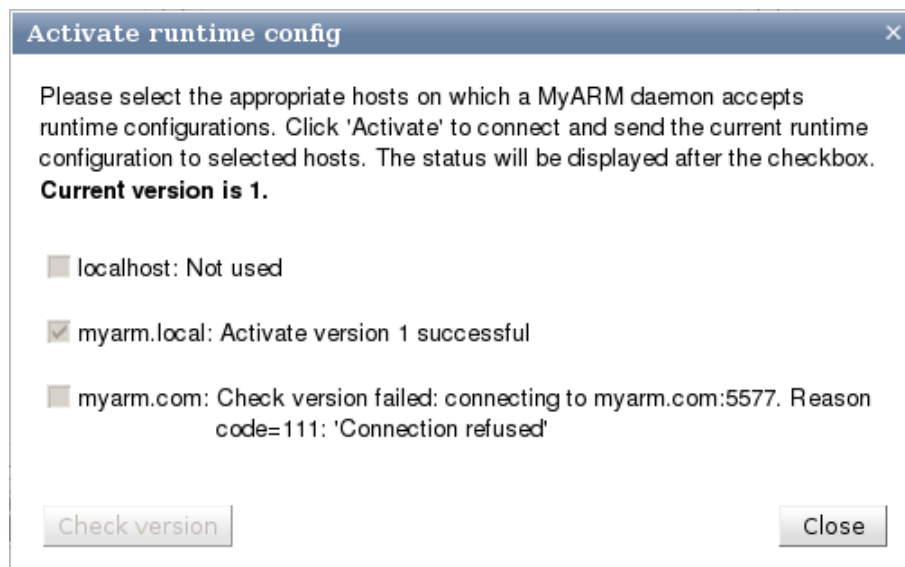 Activate runtime config
Please select the appropriate hosts on which a MyARM daemon accepts
runtime configurations. Click 'Activate' to connect and send the current runtime
configuration to selected hosts. The status will be displayed after the checkbox.
Current version is 1.
localhost: Not used
myarm.local: Activate version 1 successful
myarm.com: Check version failed: connecting to myarm.com:5577. Reason
code=111: 'Connection refused'
Check version
Close